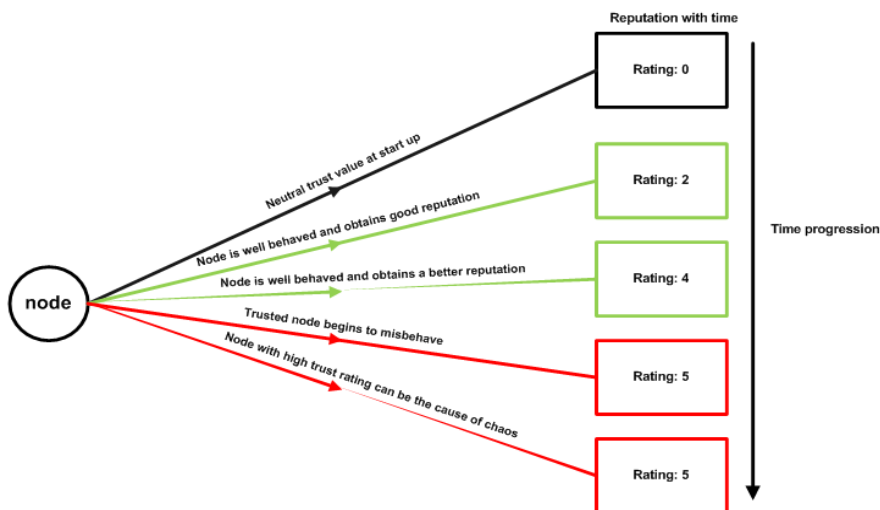 Reputation with time
Rating: 0
Neutral trust value at start up
Rating: 2
Node is well behaved and obtains good reputation
Time progression
Node is well behaved and obtains a better reputation
Rating: 4
node
Trusted node begins to misbehave
Rating: 5
Node with high trust rating can be the cause of chaos
Rating: 5